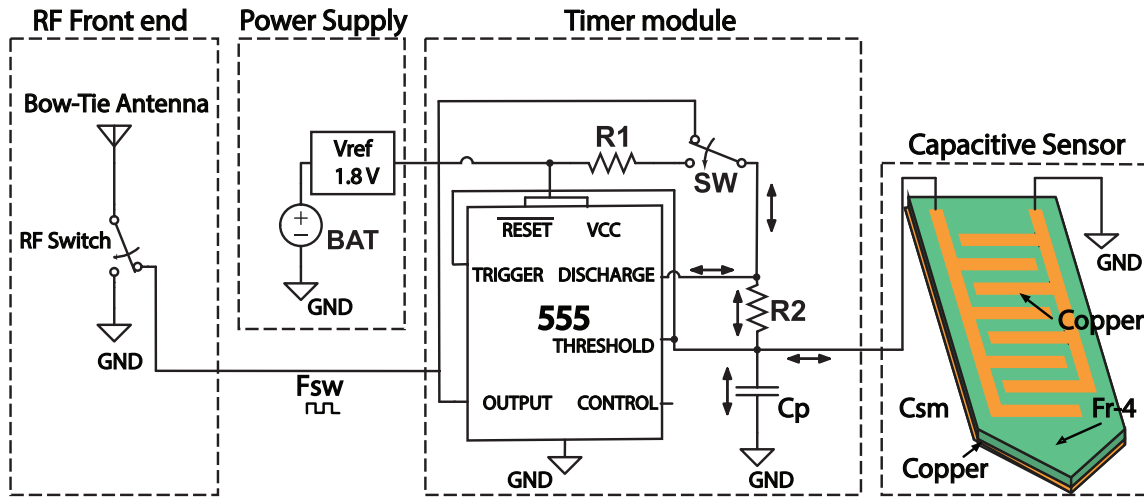 RF Front end
Power Supply
Timer module
Bow-Tie Antenna
RF Switch
GND
Vref
1.8 V
+
−
BAT
GND
R1
SW
RESET
VCC
TRIGGER
DISCHARGE
555
THRESHOLD
OUTPUT
CONTROL
GND
R2
Cp
GND
Fsw
Capacitive Sensor
GND
Copper
Csm
Fr-4
Copper